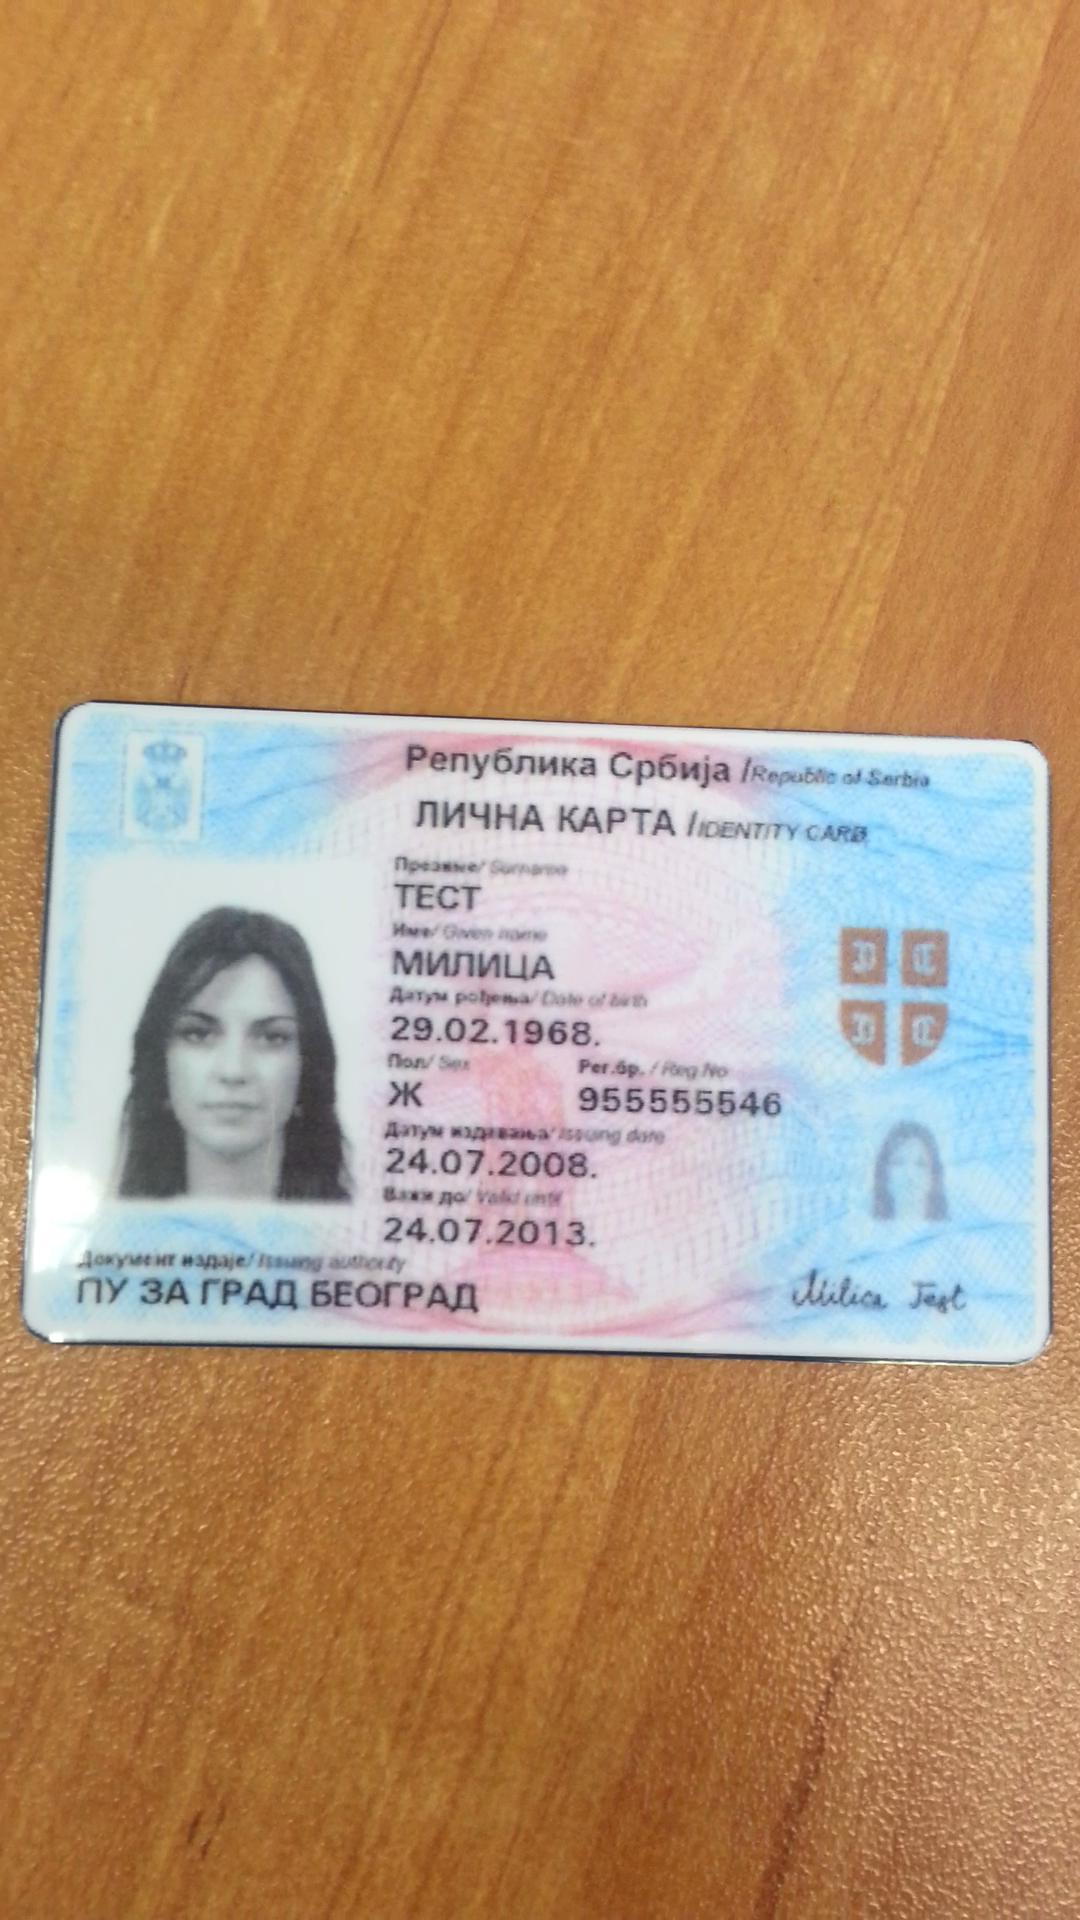 Република Србија /Republic of Serbia
ЛИЧНА КАРТА /IDENTITY CARD
Презиме/ Surname
ТЕСТ
Име/ Given name
МИЛИЦА
Датум рођења/ Date of birth
29.02.1968.
Пол/ Sex Рег.бр. / Reg.No
Ж 955555546
Датум издавања/ Issuing date
24.07.2008.
Важи до/ Valid until
24.07.2013.
Документ издаје/ Issuing authority
ПУ ЗА ГРАД БЕОГРАД
Milica Test